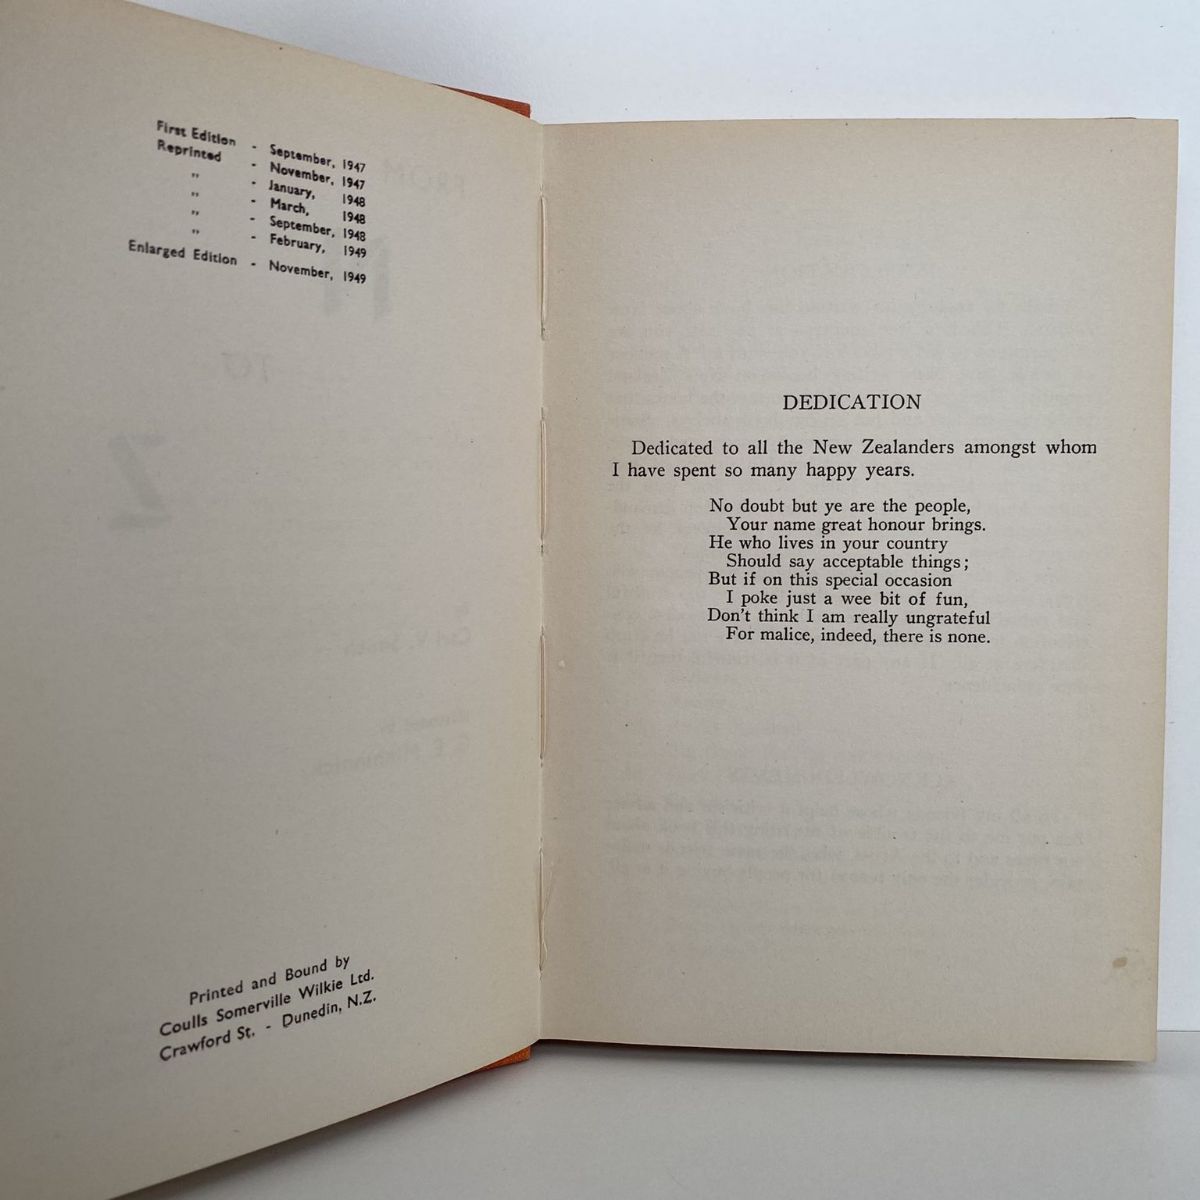 First Edition - September, 1947
Reprinted - November, 1947
" - January, 1948
" - March, 1948
" - September, 1948
" - February, 1949
Enlarged Edition - November, 1949
Printed and Bound by
Coulls Somerville Wilkie Ltd.
Crawford St. - Dunedin, N.Z.
DEDICATION
Dedicated to all the New Zealanders amongst whom
I have spent so many happy years.
No doubt but ye are the people,
Your name great honour brings.
He who lives in your country
Should say acceptable things;
But if on this special occasion
I poke just a wee bit of fun,
Don't think I am really ungrateful
For malice, indeed, there is none.